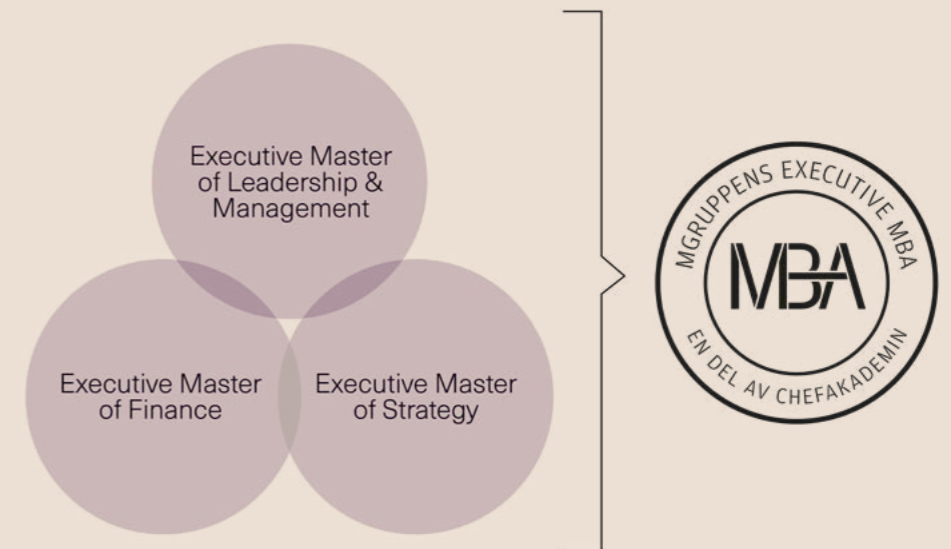 Executive Master
of Leadership &
Management
Executive Master
of Finance
Executive Master
of Strategy
MGRUPPENS EXECUTIVE MBA
MBA
EN DEL AV CHEFAKADEMIN